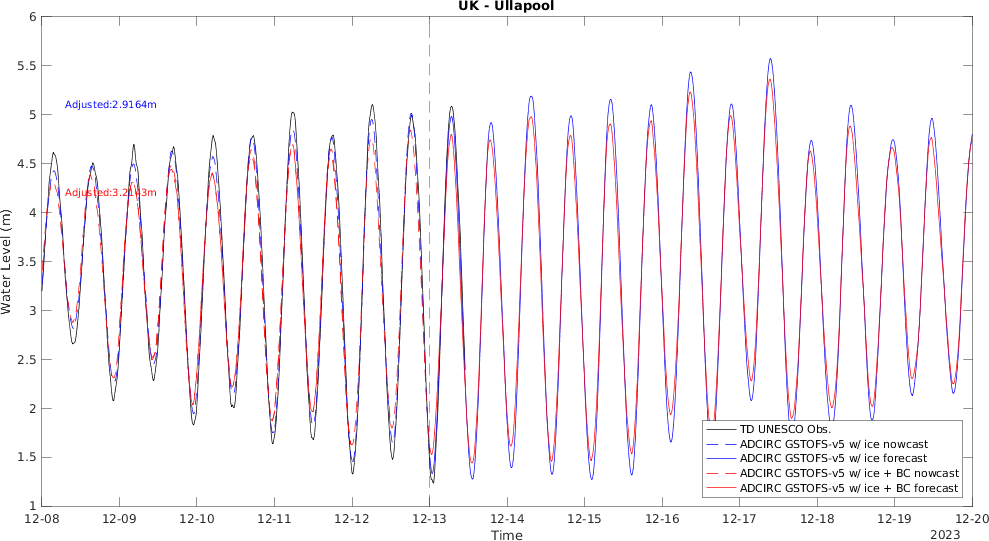 UK - Ullapool
6
5.5
5
4.5
4
3.5
3
2.5
2
1.5
1
Water Level (m)
Adjusted:2.9164m
Adjusted:3.2143m
TD UNESCO Obs.
ADCIRC GSTOFS-v5 w/ ice nowcast
ADCIRC GSTOFS-v5 w/ ice forecast
ADCIRC GSTOFS-v5 w/ ice + BC nowcast
ADCIRC GSTOFS-v5 w/ ice + BC forecast
12-08 12-09 12-10 12-11 12-12 12-13 12-14 12-15 12-16 12-17 12-18 12-19 12-20
Time
2023